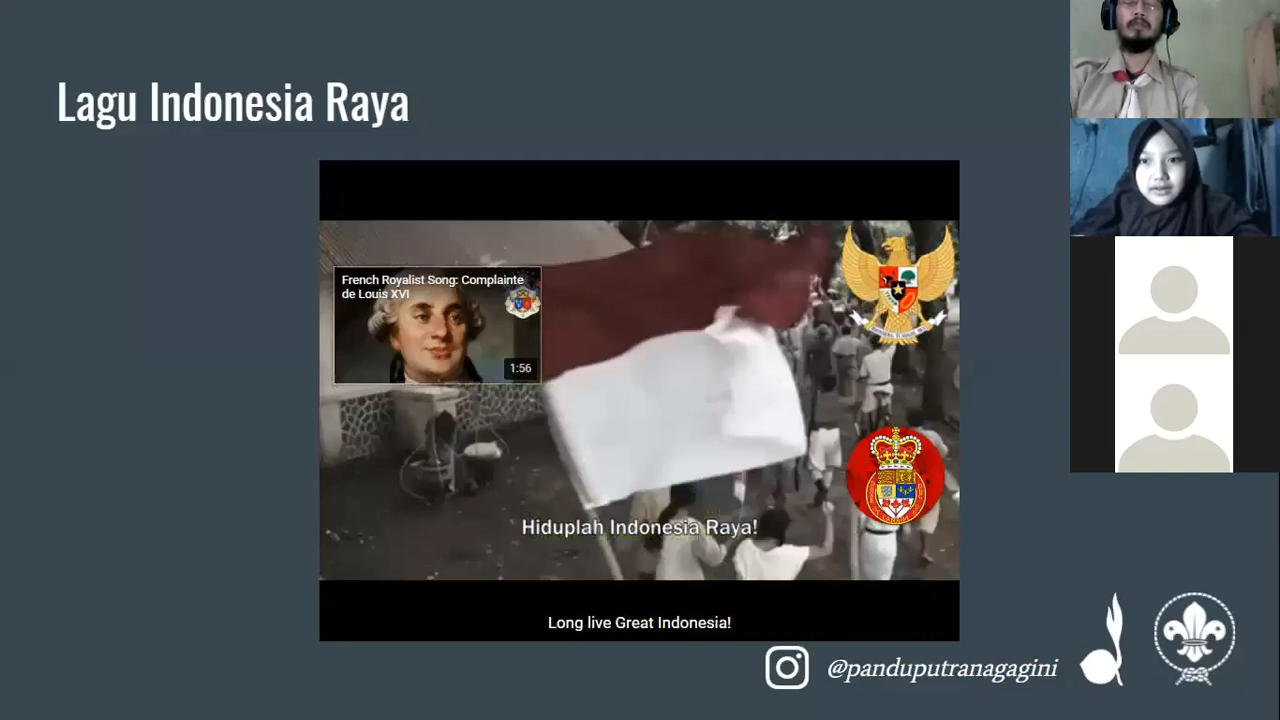 Lagu Indonesia Raya
French Royalist Song: Complainte
de Louis XVI
1:56
Hiduplah Indonesia Raya!
Long live Great Indonesia!
@panduputranagagini